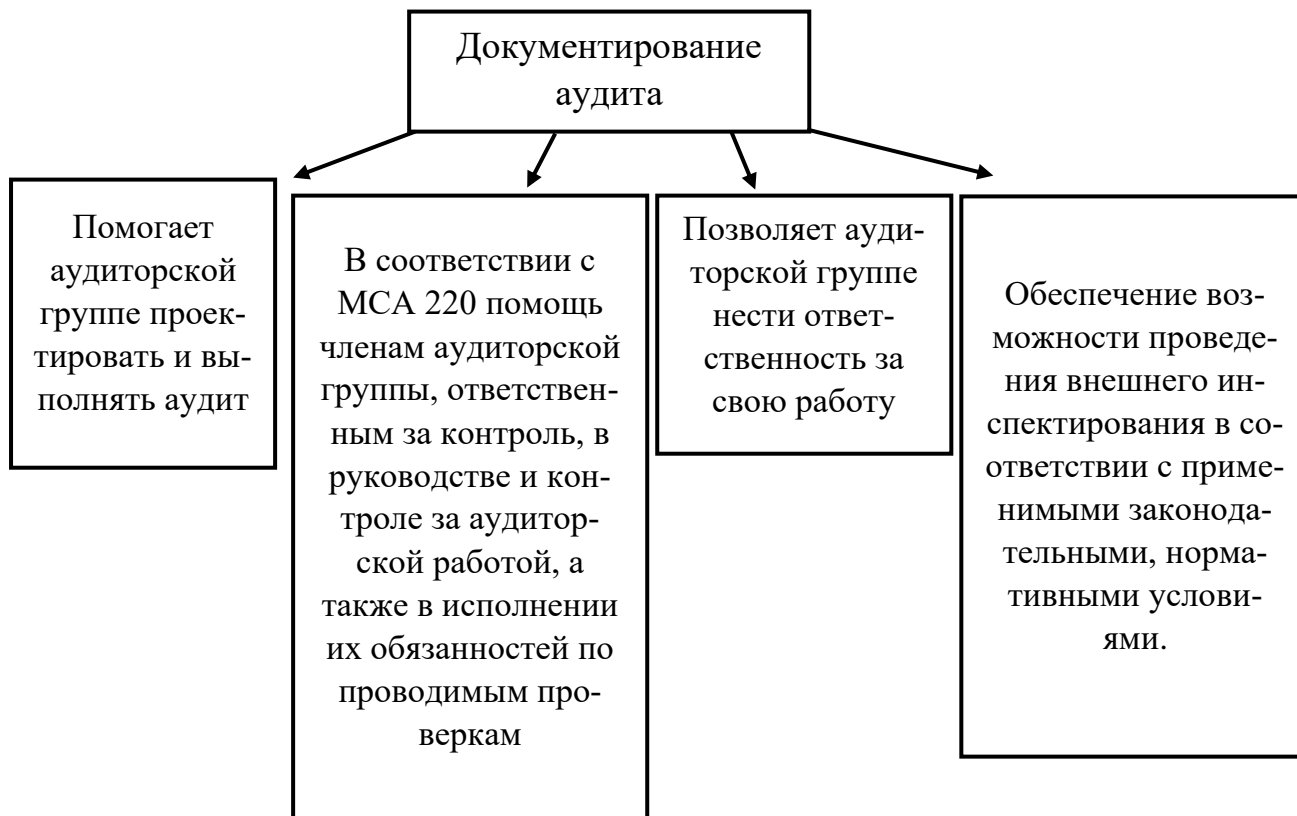 Документирование
аудита
Помогает
аудиторской
группе проек-
тировать и вы-
полнять аудит
В соответствии с
МСА 220 помощь
членам аудиторской
группы, ответствен-
ным за контроль, в
руководстве и кон-
троле за аудитор-
ской работой, а
также в исполнении
их обязанностей по
проводимым про-
веркам
Позволяет ауди-
торской группе
нести ответ-
ственность за
свою работу
Обеспечение воз-
можности проведе-
ния внешнего ин-
спектирования в со-
ответствии с приме-
нимыми законода-
тельными, норма-
тивными услови-
ями.